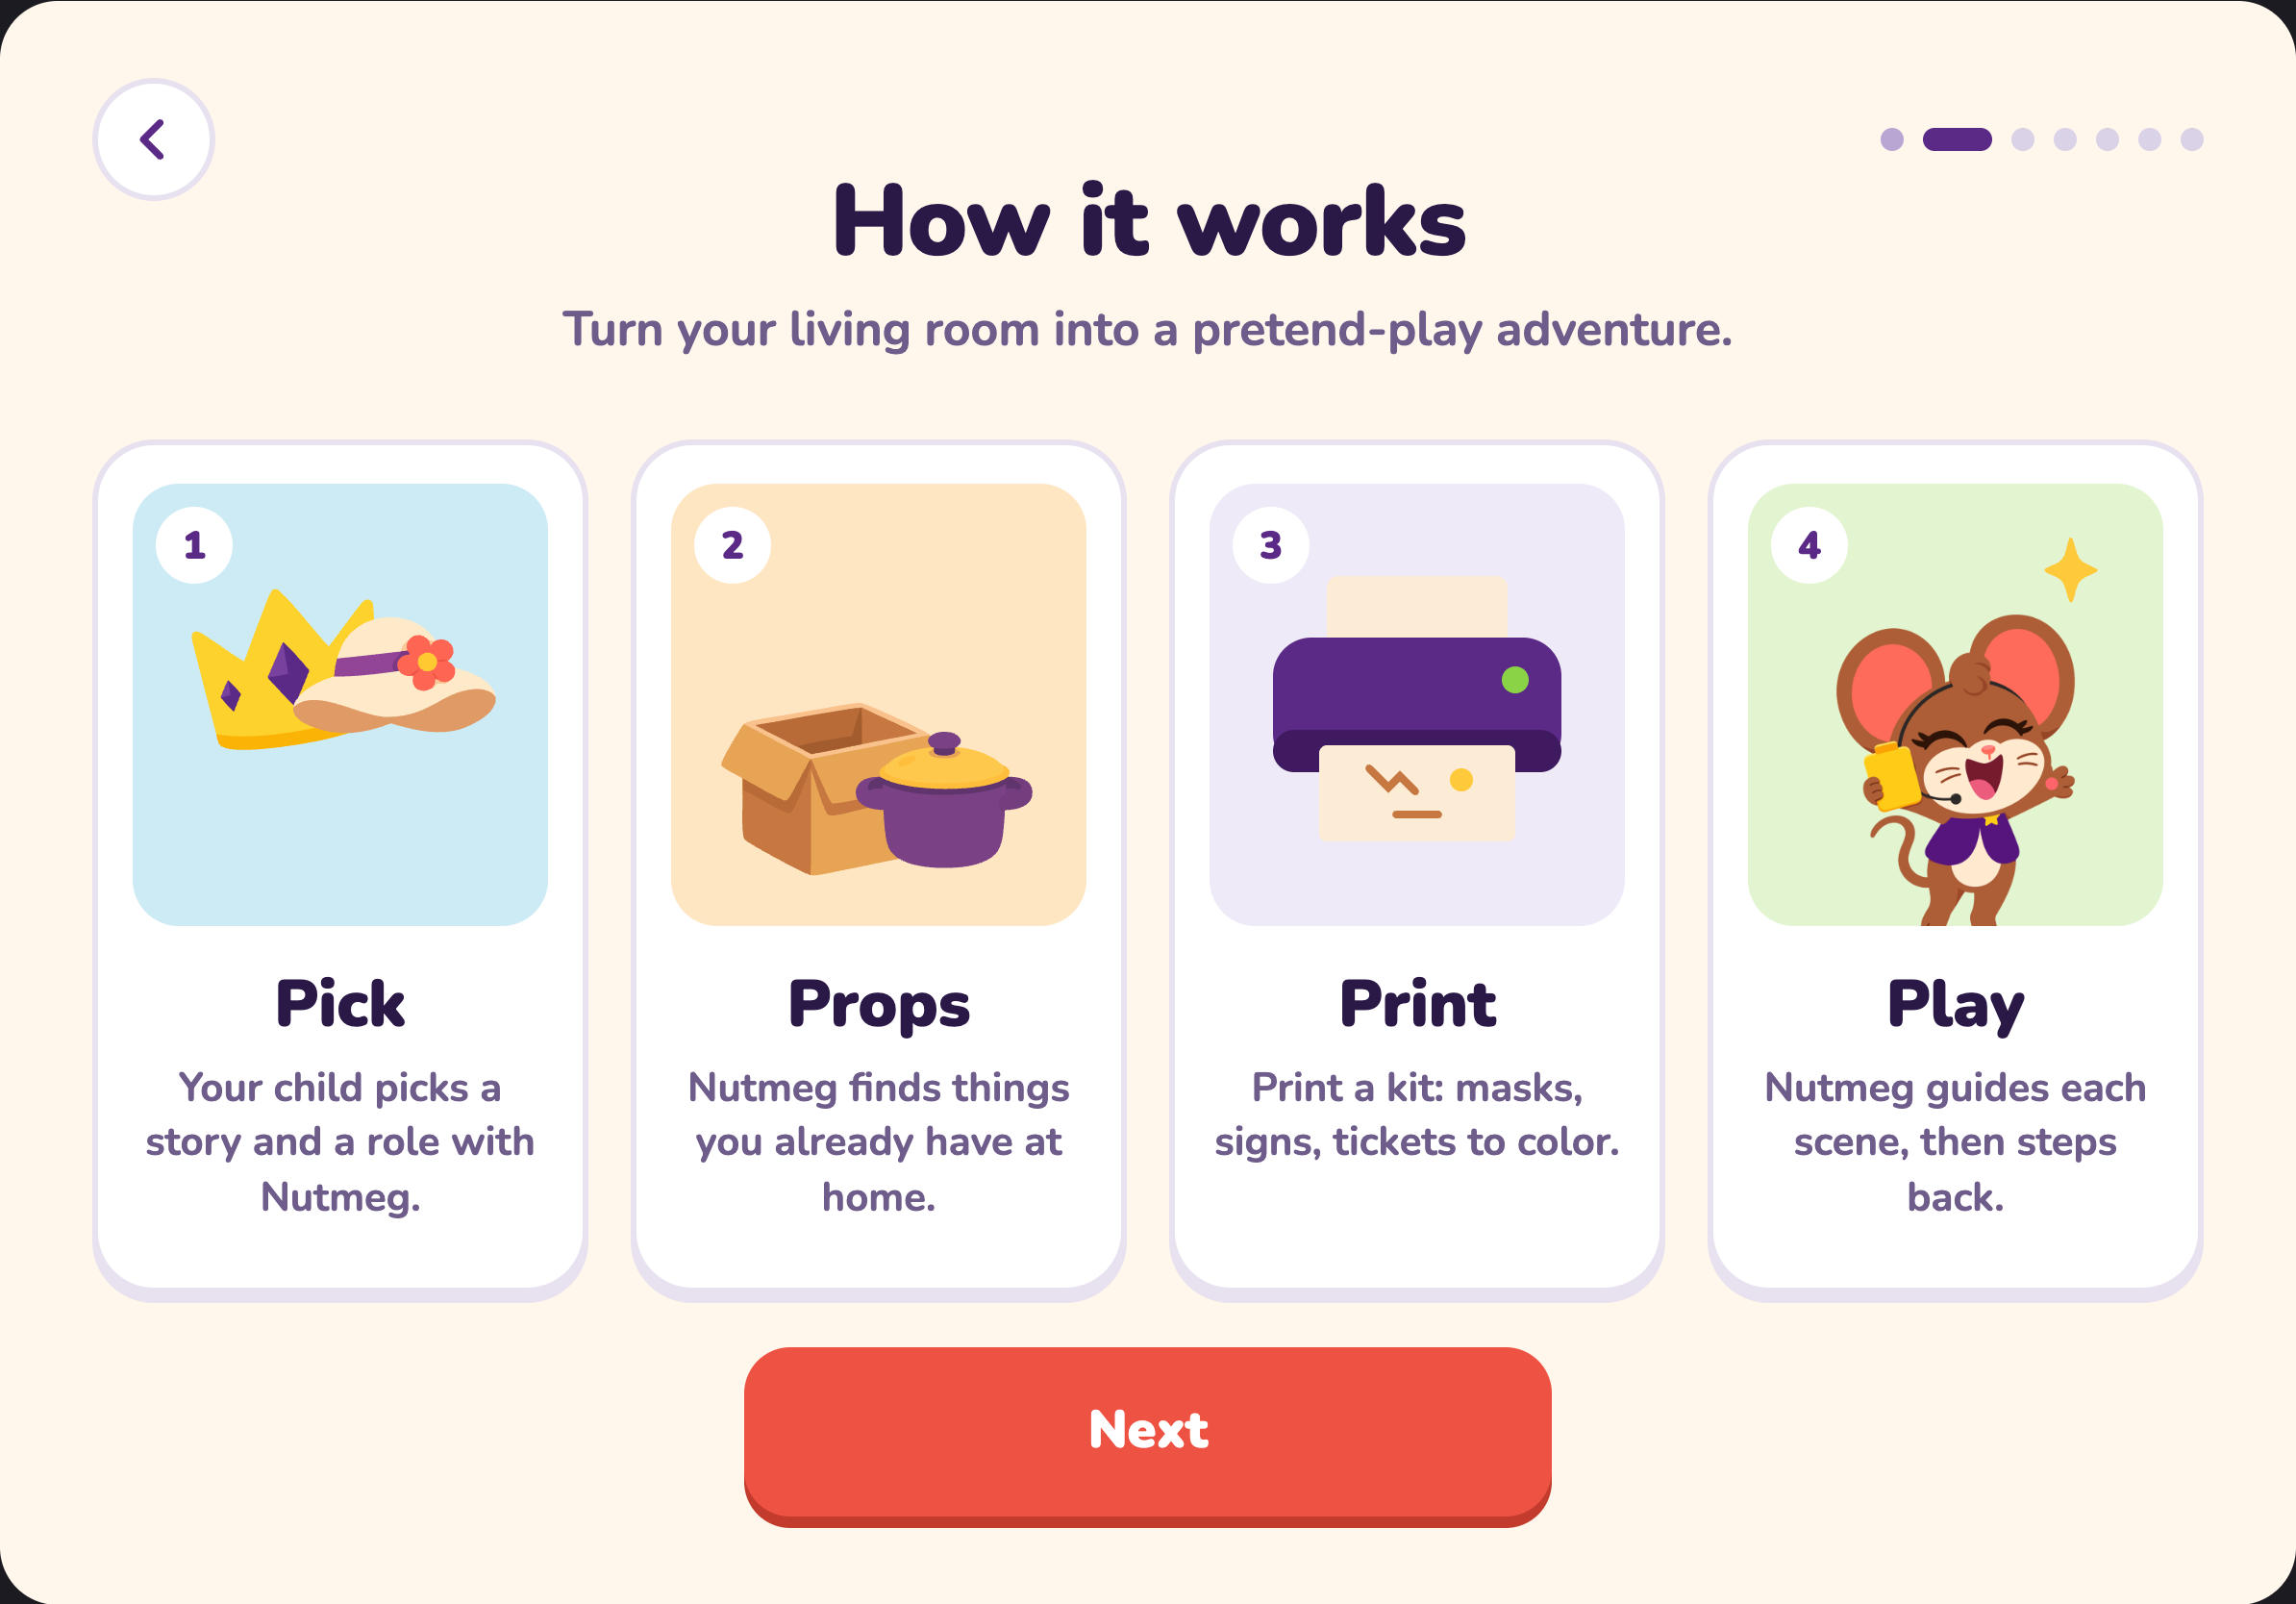 How it works
Turn your living room into a pretend-play adventure.
1
Pick
Your child picks a
story and a role with
Nutmeg.
2
Props
Nutmeg finds things
you already have at
home.
3
Print
Print a kit: masks,
signs, tickets to color.
4
Play
Nutmeg guides each
scene, then steps
back.
Next